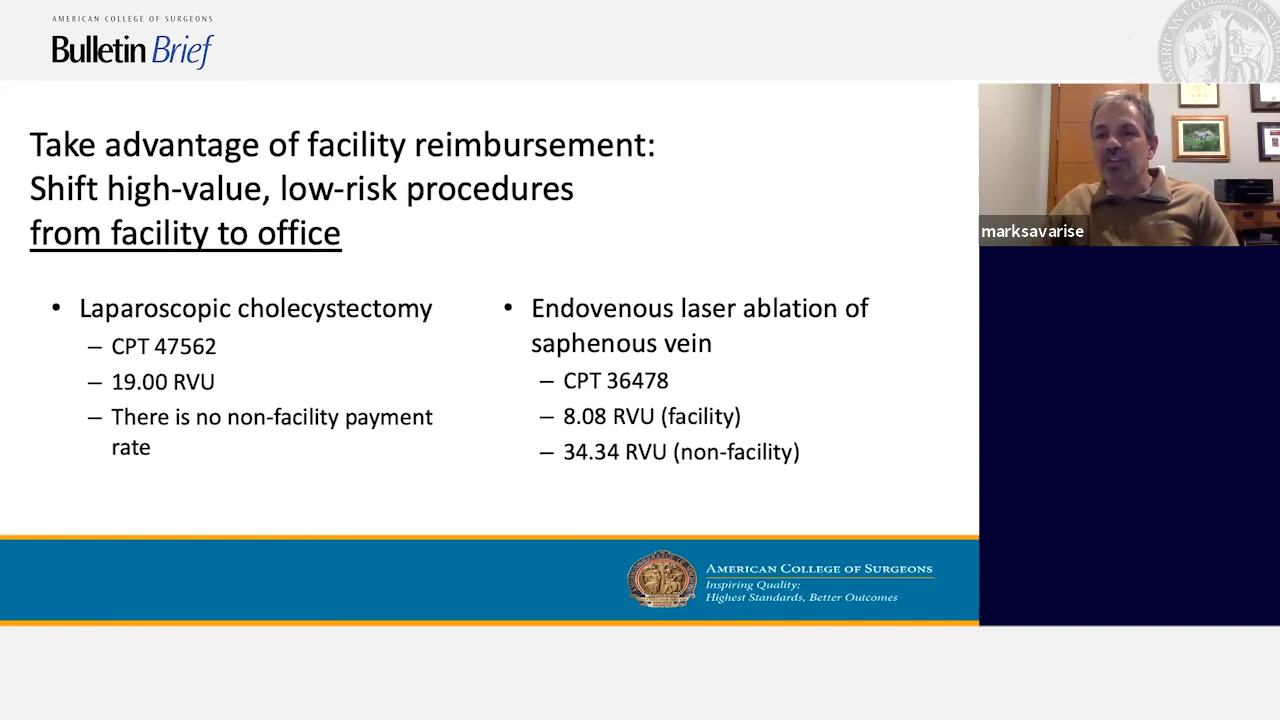 AMERICAN COLLEGE OF SURGEONS
Bulletin Brief
Take advantage of facility reimbursement:
Shift high-value, low-risk procedures
from facility to office
• Laparoscopic cholecystectomy
– CPT 47562
– 19.00 RVU
– There is no non-facility payment
rate
• Endovenous laser ablation of
saphenous vein
– CPT 36478
– 8.08 RVU (facility)
– 34.34 RVU (non-facility)
marksavarise
AMERICAN COLLEGE OF SURGEONS
Inspiring Quality:
Highest Standards, Better Outcomes